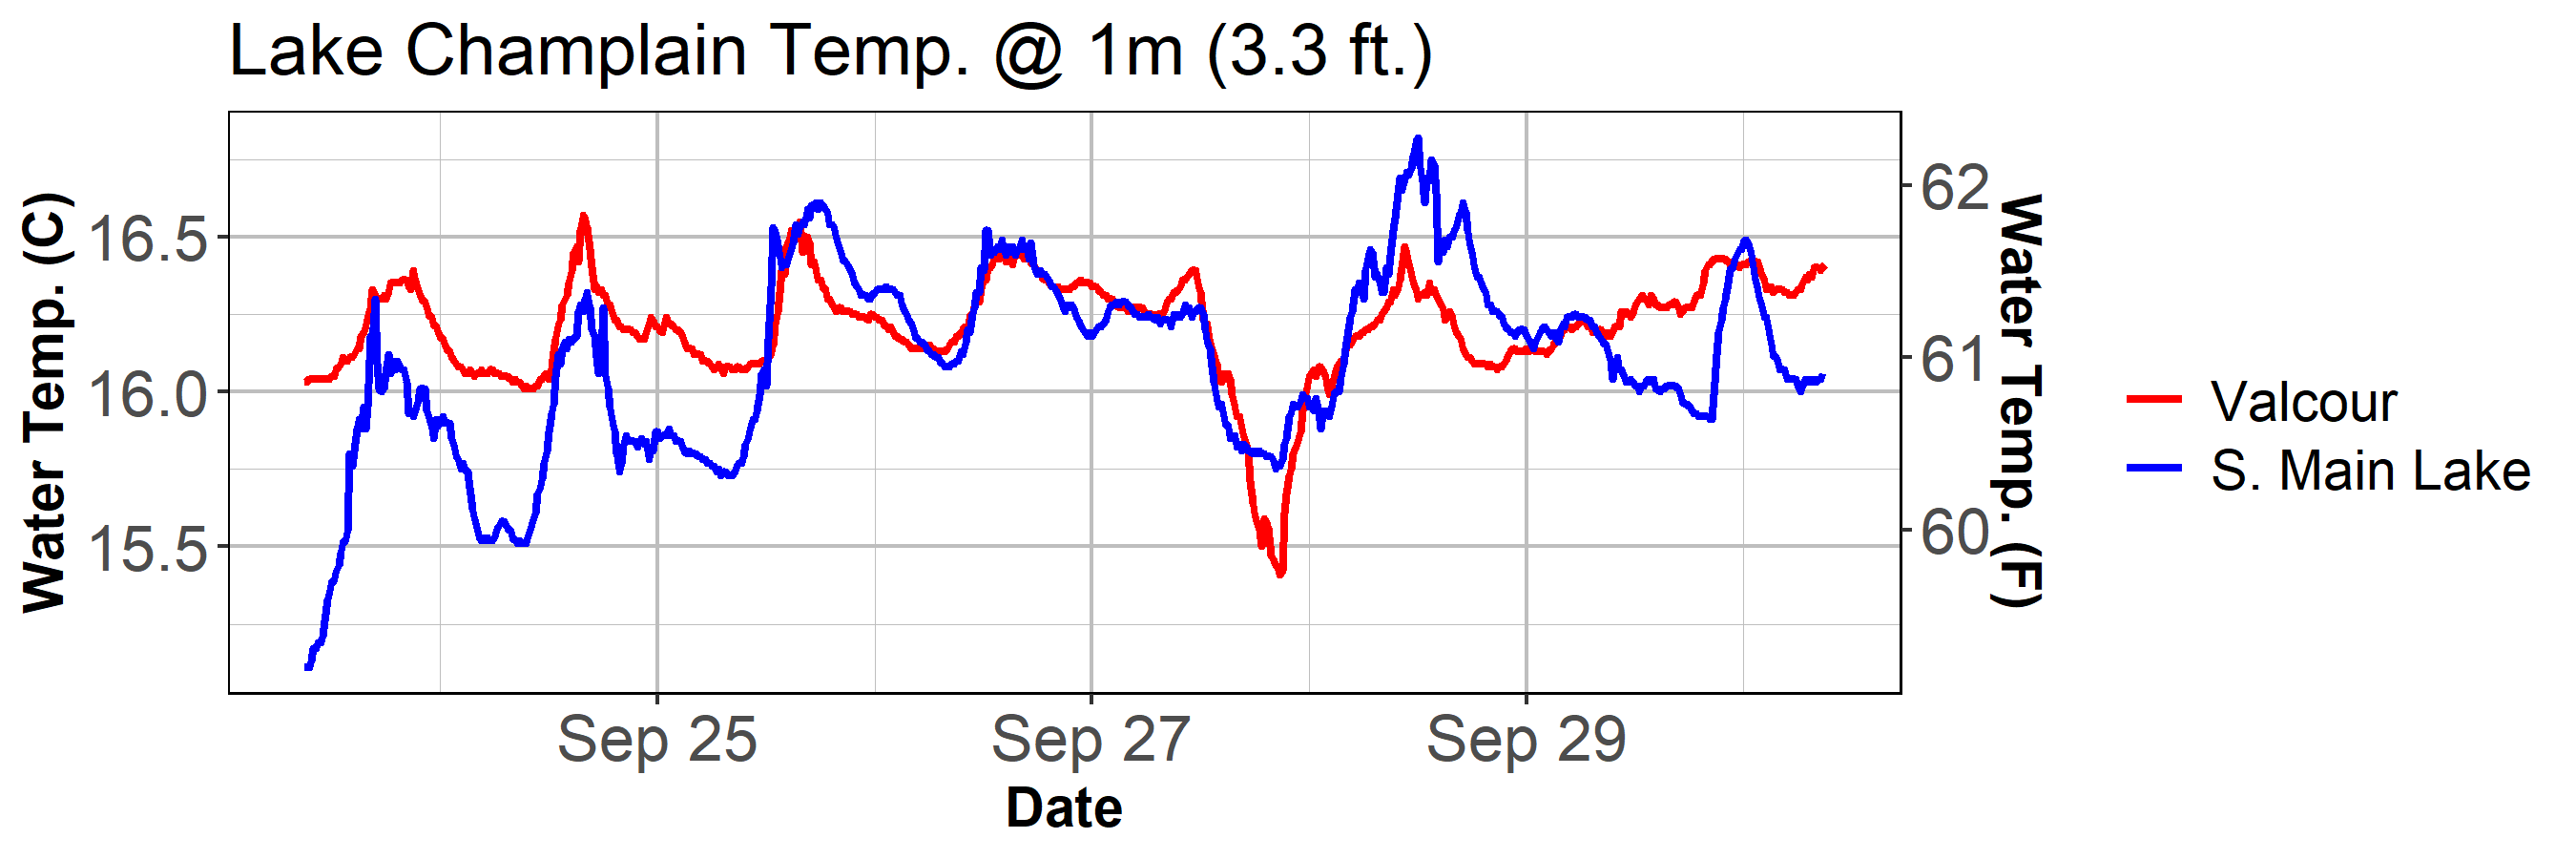 Lake Champlain Temp. @ 1m (3.3 ft.)
Water Temp. (C)
16.5
16.0
15.5
62
61
60
Water Temp. (F)
Sep 25
Sep 27
Sep 29
Date
Valcour
S. Main Lake